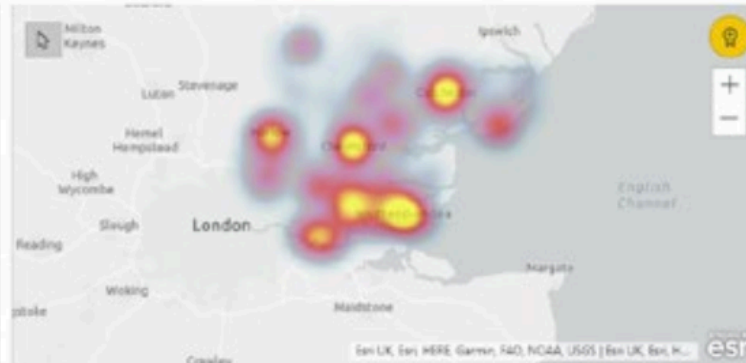 Milton
Keynes
Ipswich
Luton
Stevenage
Hemel
Hempstead
High
Wycombe
London
Slough
Reading
English
Channel
Woking
Margate
Maidstone
Crawley
Esri UK, Esri, HERE, Garmin, FAO, NOAA, USGS | Esri UK, Esri, H...
esri